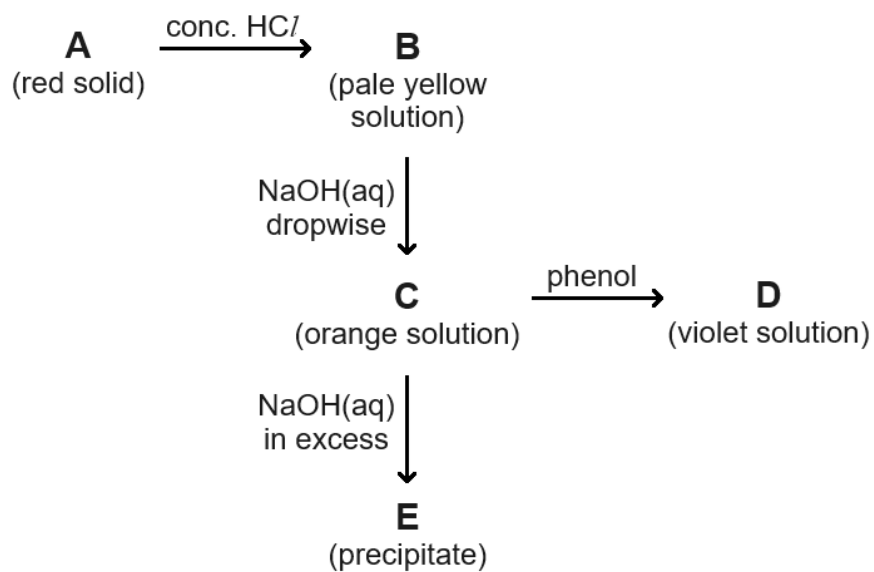 A
(red solid)
conc. HCl
B
(pale yellow
solution)
NaOH(aq)
dropwise
C
(orange solution)
phenol
D
(violet solution)
NaOH(aq)
in excess
E
(precipitate)